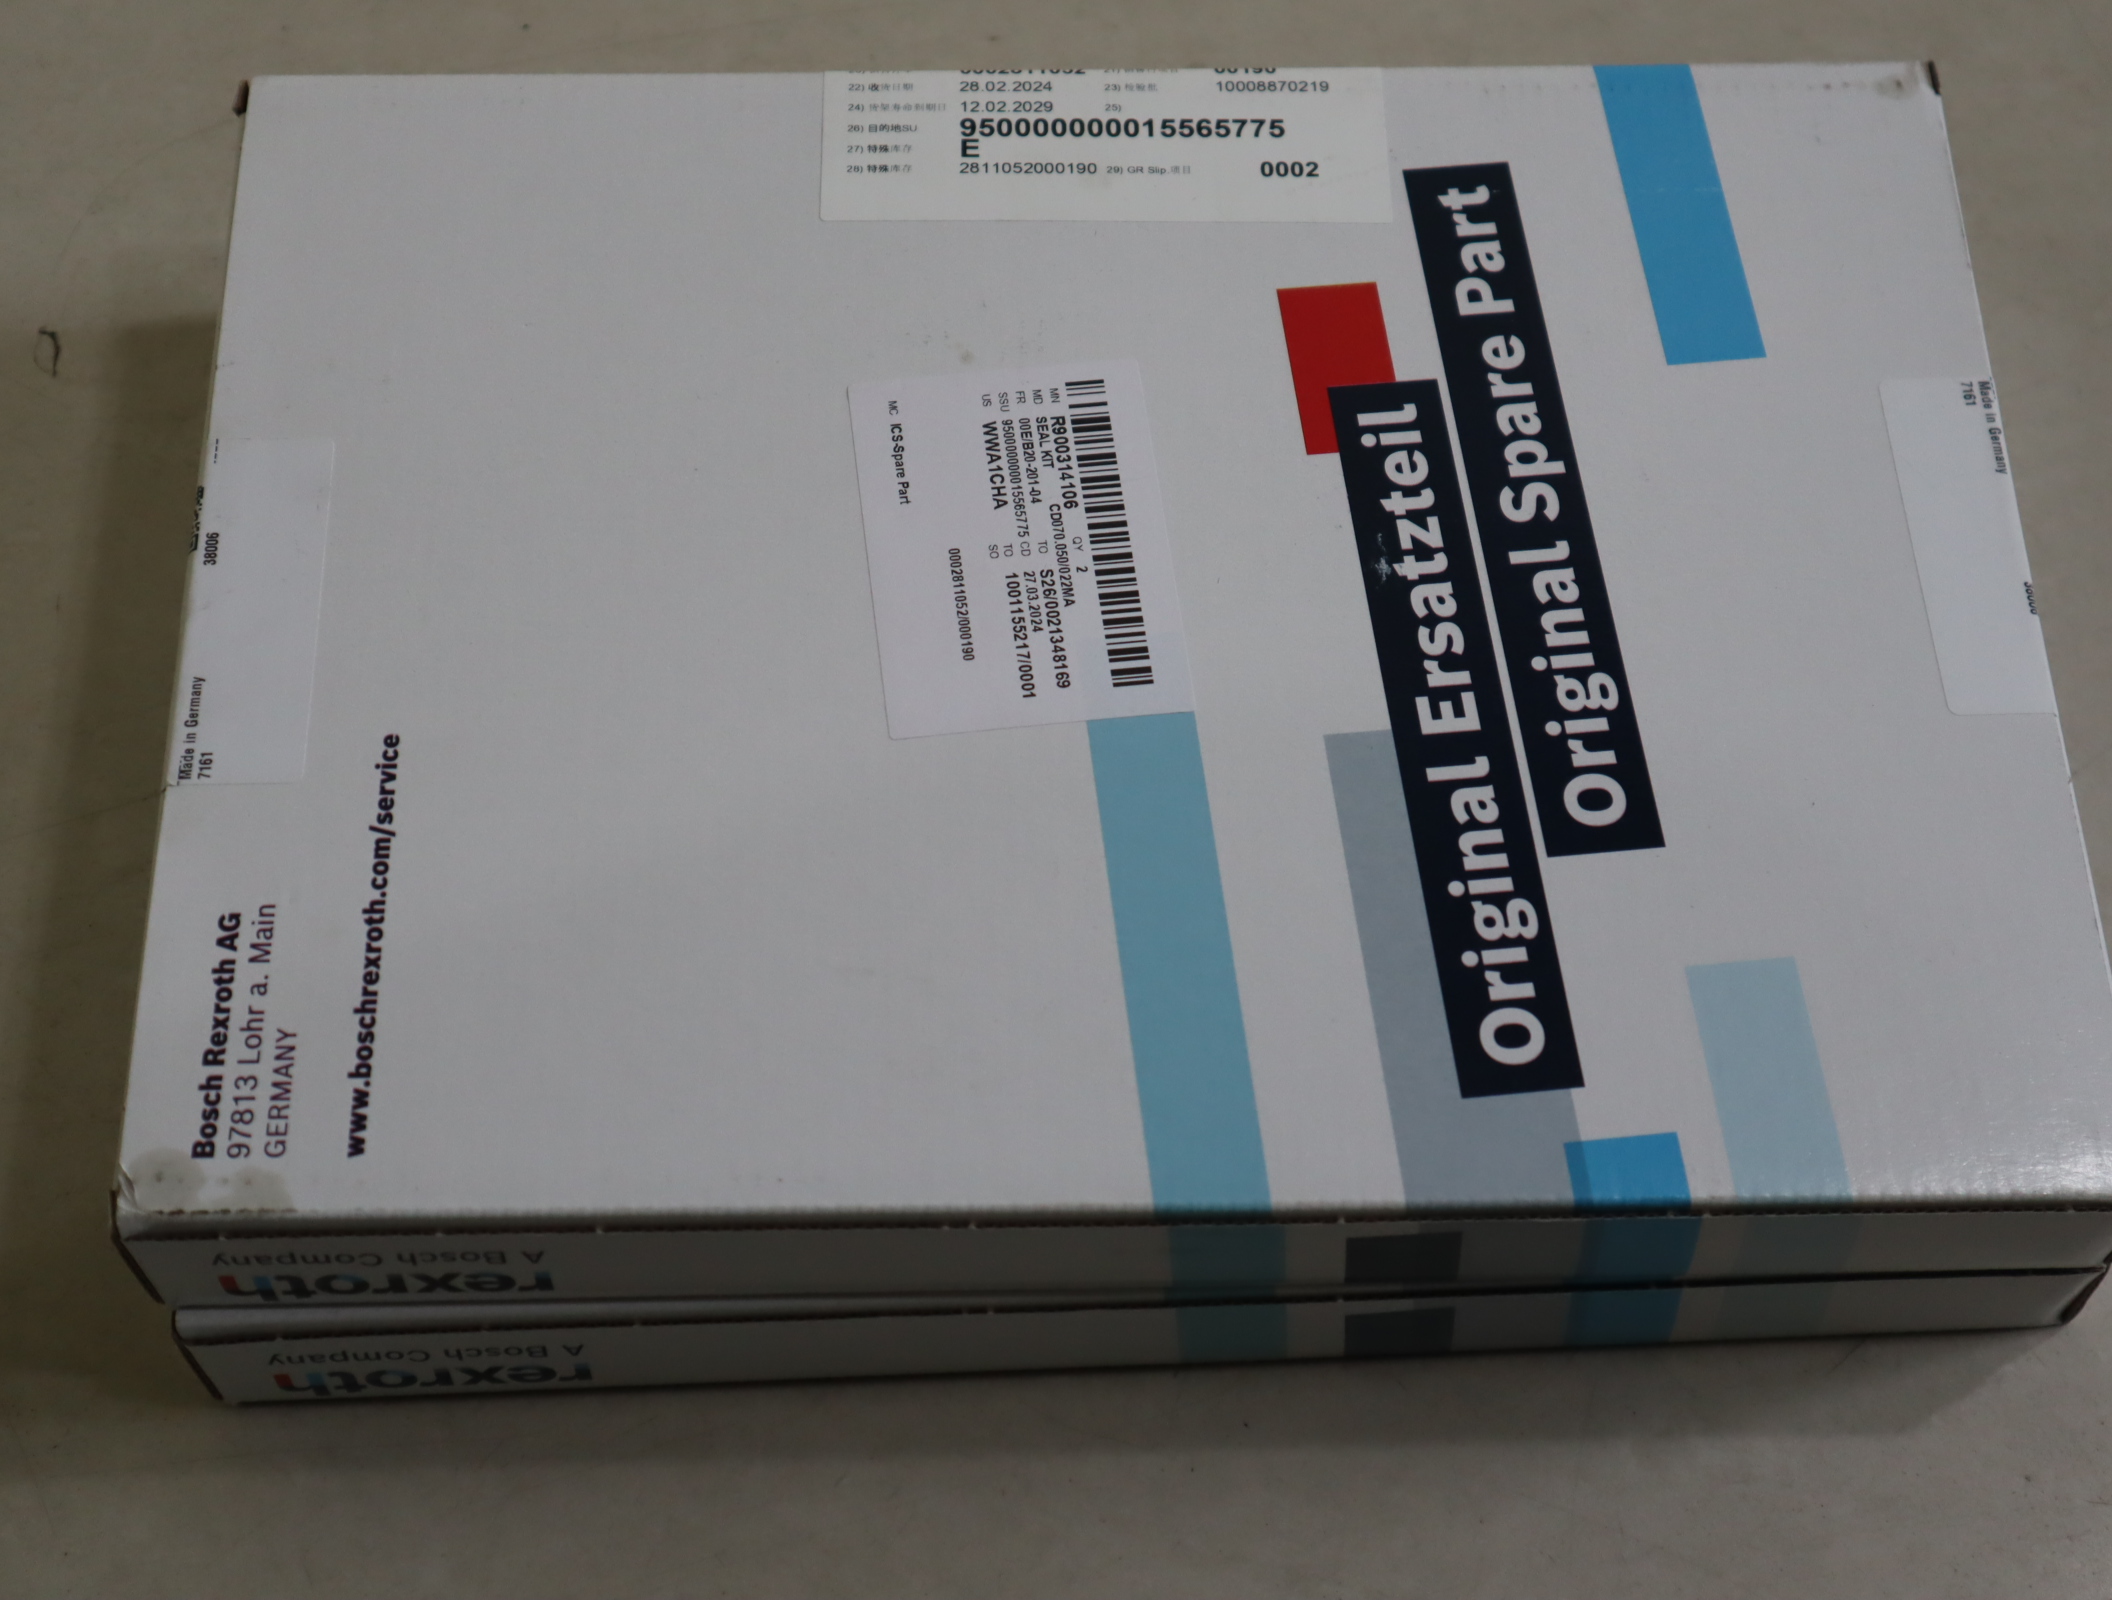 22) 收货日期 28.02.2024 23) 检验批 10008870219
24) 货架寿命到期日 12.02.2029 25)
26) 目的地SU. 950000000015565775
27) 特殊库存 E
28) 特殊库存 2811052000190 29) GR Slip.项目 0002
MN R900314106 QY 2
MD SEAL KIT CD070.050/022MA
FR 00E/B20-201-04 TO S26/0021348169
SSU 950000000015565775 CD 27.03.2024
US WWA1CHA TO 1001155217/0001
SO
0002811052/000190
MC ICS-Spare Part
Original Spare Part
Original Ersatzteil
Made in Germany
7161
38006
Made in Germany
7161
Bosch Rexroth AG
97813 Lohr a. Main
GERMANY
www.boschrexroth.com/service
rexroth
A Bosch Company
rexroth
A Bosch Company